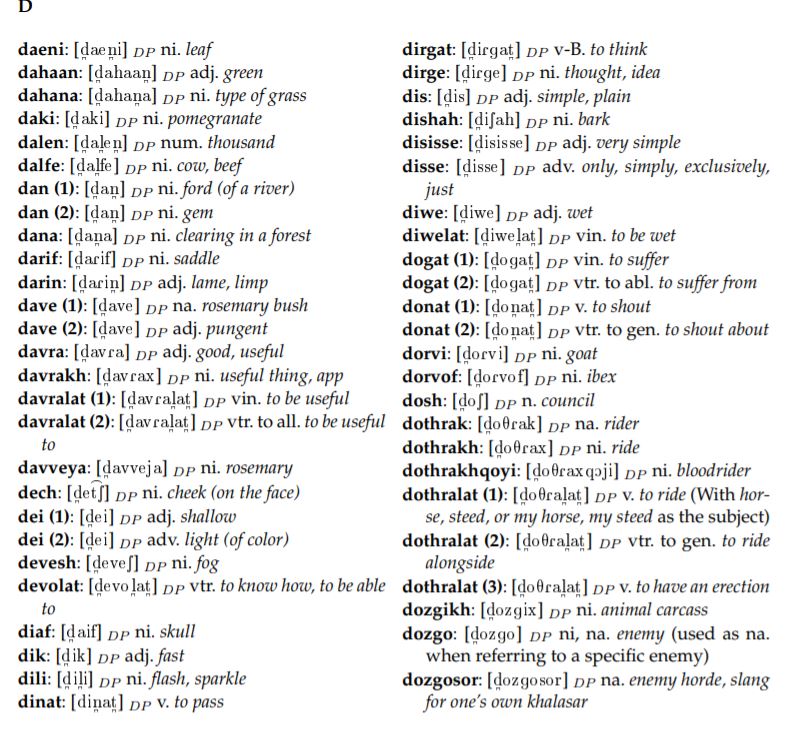 D
daeni: [d̪aen̪i] DP ni. leaf
dahaan: [d̪ahaan̪] DP adj. green
dahana: [d̪ahan̪a] DP ni. type of grass
daki: [d̪aki] DP ni. pomegranate
dalen: [d̪al̪en̪] DP num. thousand
dalfe: [d̪al̪fe] DP ni. cow, beef
dan (1): [d̪an̪] DP ni. ford (of a river)
dan (2): [d̪an̪] DP ni. gem
dana: [d̪an̪a] DP ni. clearing in a forest
darif: [d̪arif] DP ni. saddle
darin: [d̪arin̪] DP adj. lame, limp
dave (1): [d̪ave] DP na. rosemary bush
dave (2): [d̪ave] DP adj. pungent
davra: [d̪avra] DP adj. good, useful
davrakh: [d̪avrax] DP ni. useful thing, app
davralat (1): [d̪avral̪at̪] DP vin. to be useful
davralat (2): [d̪avral̪at̪] DP vtr. to all. to be useful
to
davveya: [d̪avveja] DP ni. rosemary
dech: [d̪et͡ʃ] DP ni. cheek (on the face)
dei (1): [d̪ei] DP adj. shallow
dei (2): [d̪ei] DP adv. light (of color)
devesh: [d̪eveʃ] DP ni. fog
devolat: [d̪evol̪at̪] DP vtr. to know how, to be able
to
diaf: [d̪aif] DP ni. skull
dik: [d̪ik] DP adj. fast
dili: [d̪il̪i] DP ni. flash, sparkle
dinat: [d̪in̪at̪] DP v. to pass
dirgat: [d̪irgat̪] DP v-B. to think
dirge: [d̪irge] DP ni. thought, idea
dis: [d̪is] DP adj. simple, plain
dishah: [d̪iʃah] DP ni. bark
disisse: [d̪isisse] DP adj. very simple
disse: [d̪isse] DP adv. only, simply, exclusively,
just
diwe: [d̪iwe] DP adj. wet
diwelat: [d̪iwel̪at̪] DP vin. to be wet
dogat (1): [d̪ogat̪] DP vin. to suffer
dogat (2): [d̪ogat̪] DP vtr. to abl. to suffer from
donat (1): [d̪on̪at̪] DP v. to shout
donat (2): [d̪on̪at̪] DP vtr. to gen. to shout about
dorvi: [d̪orvi] DP ni. goat
dorvof: [d̪orvof] DP ni. ibex
dosh: [d̪oʃ] DP n. council
dothrak: [d̪oθrak] DP na. rider
dothrakh: [d̪oθrax] DP ni. ride
dothrakhqoyi: [d̪oθraxqɔji] DP ni. bloodrider
dothralat (1): [d̪oθral̪at̪] DP v. to ride (With hor-
se, steed, or my horse, my steed as the subject)
dothralat (2): [d̪oθral̪at̪] DP vtr. to gen. to ride
alongside
dothralat (3): [d̪oθral̪at̪] DP v. to have an erection
dozgikh: [d̪ozgix] DP ni. animal carcass
dozgo: [d̪ozgo] DP ni, na. enemy (used as na.
when referring to a specific enemy)
dozgosor: [d̪ozgosor] DP na. enemy horde, slang
for one's own khalasar